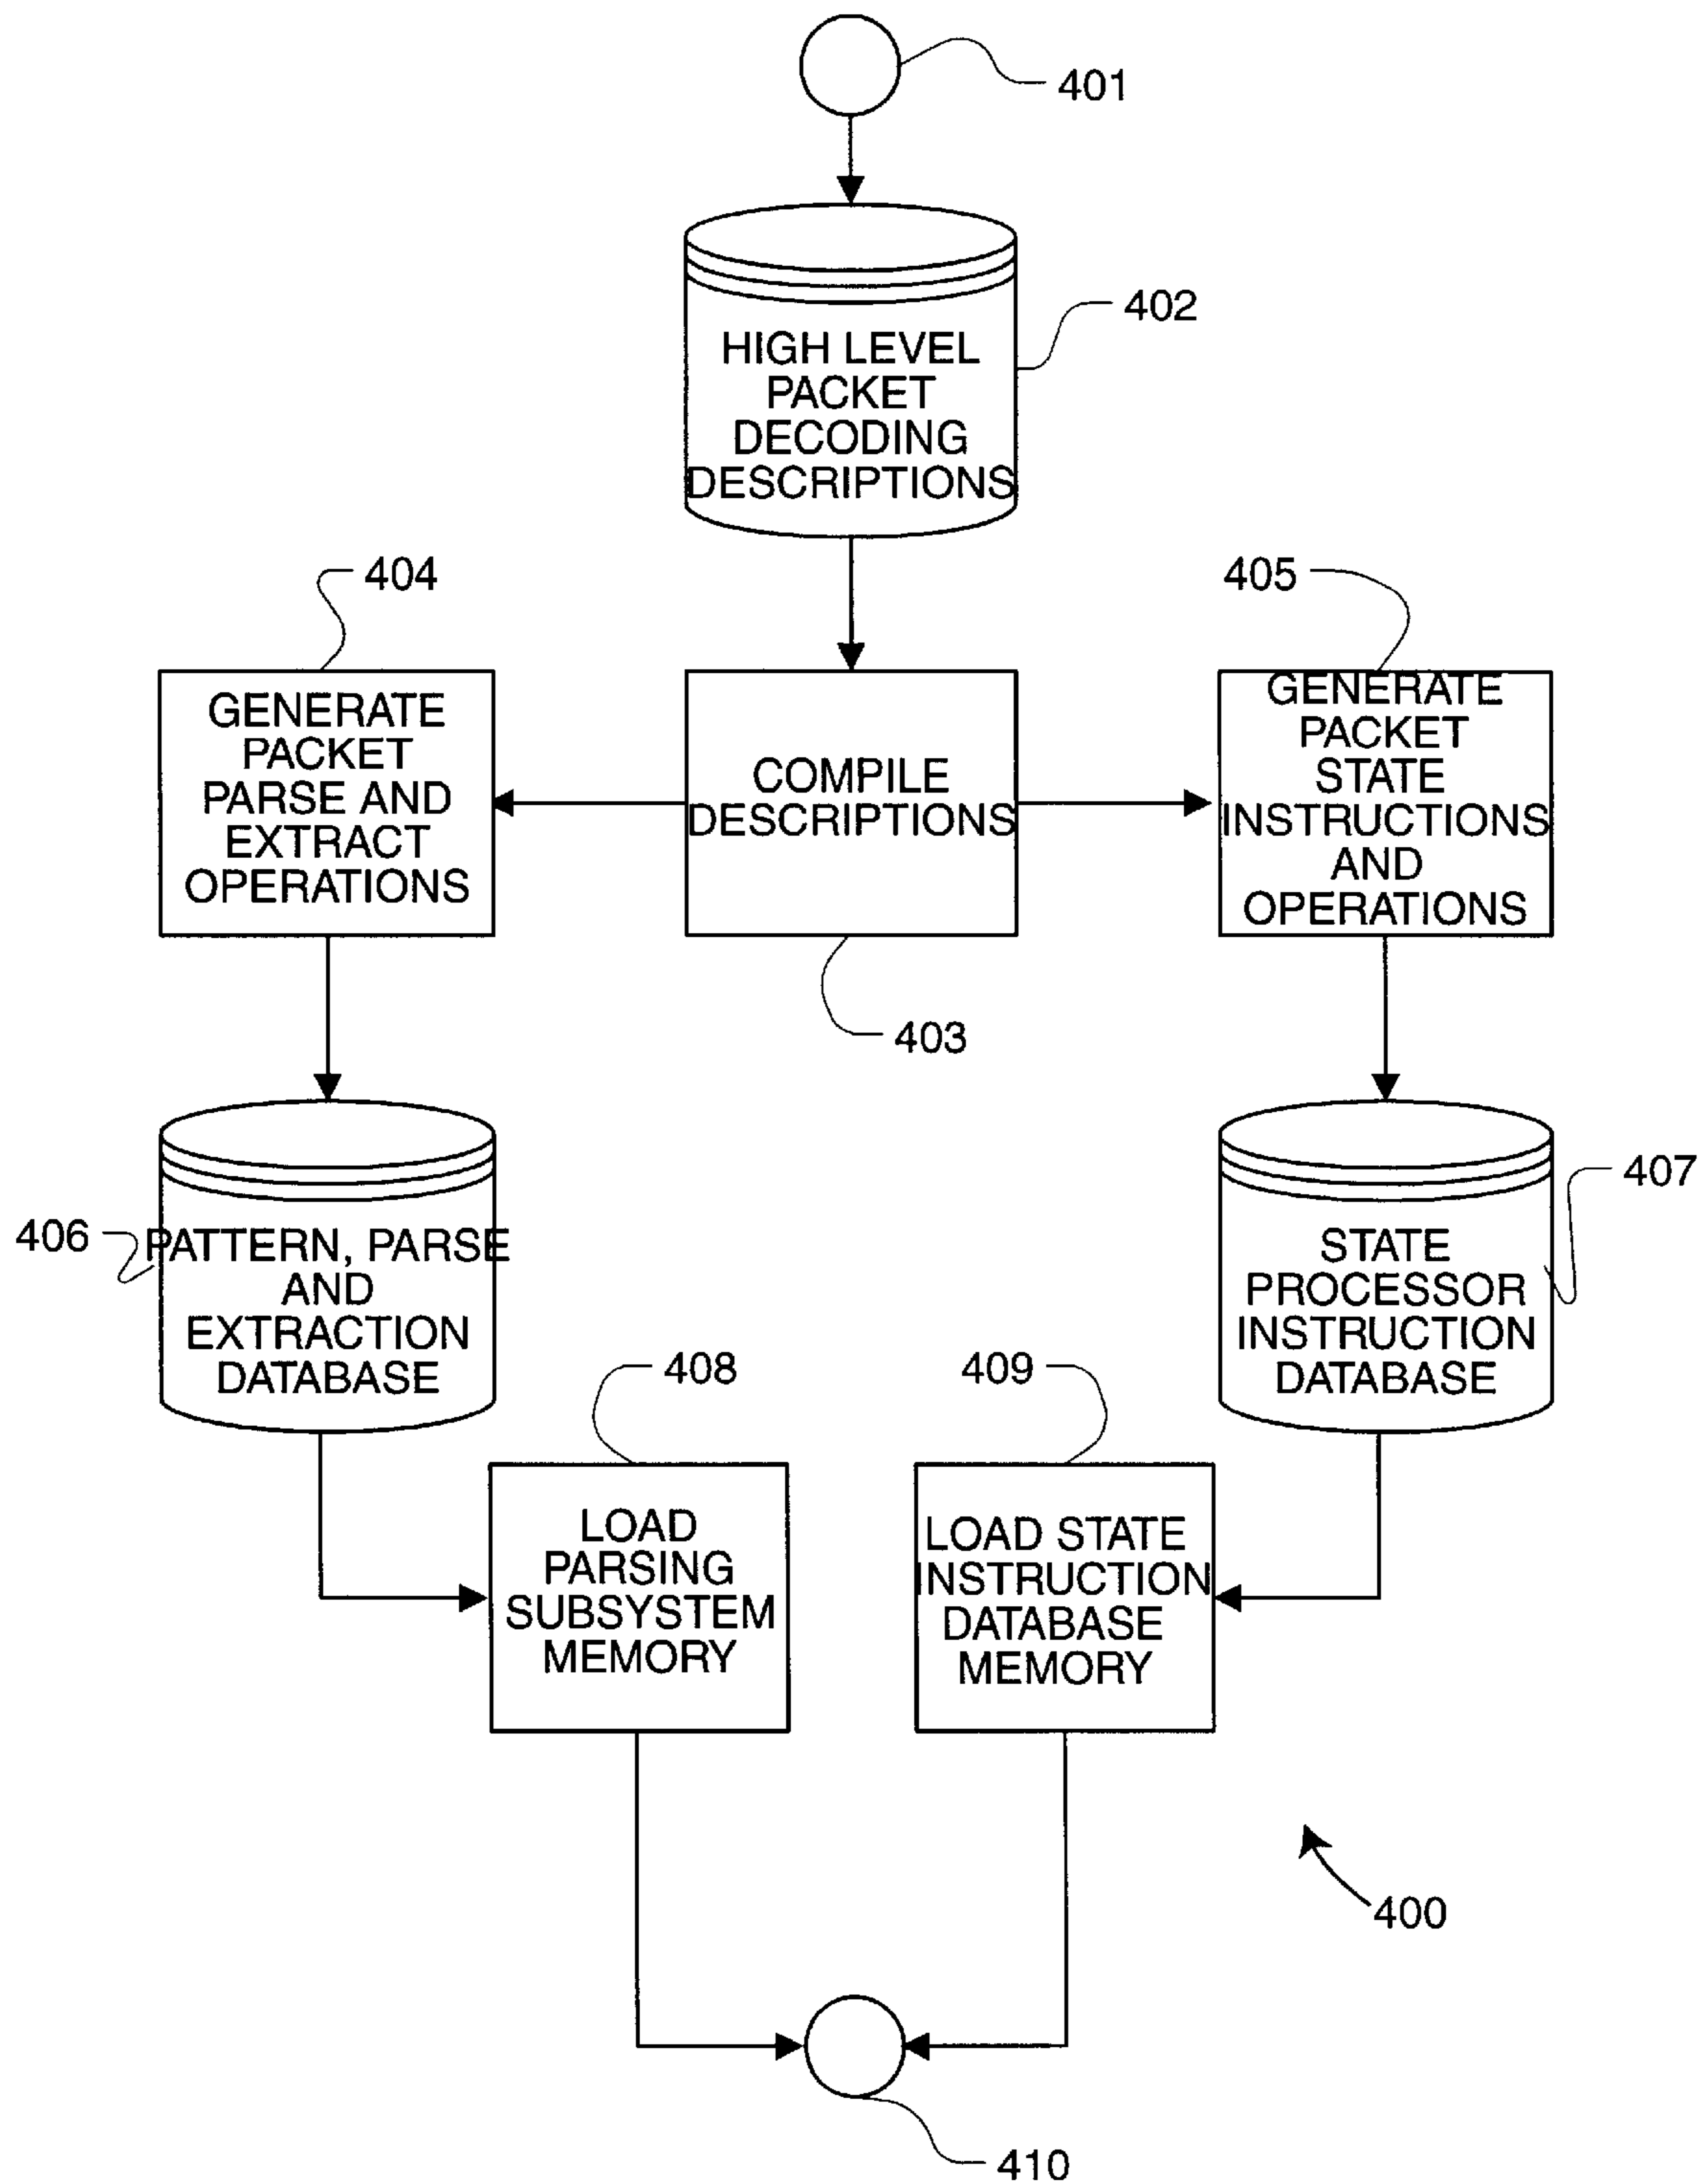 401
402
HIGH LEVEL
PACKET
DECODING
DESCRIPTIONS
404
405
GENERATE
PACKET
PARSE AND
EXTRACT
OPERATIONS
COMPILE
DESCRIPTIONS
GENERATE
PACKET
STATE
INSTRUCTIONS
AND
OPERATIONS
403
406
PATTERN, PARSE
AND
EXTRACTION
DATABASE
407
STATE
PROCESSOR
INSTRUCTION
DATABASE
408
409
LOAD
PARSING
SUBSYSTEM
MEMORY
LOAD STATE
INSTRUCTION
DATABASE
MEMORY
400
410